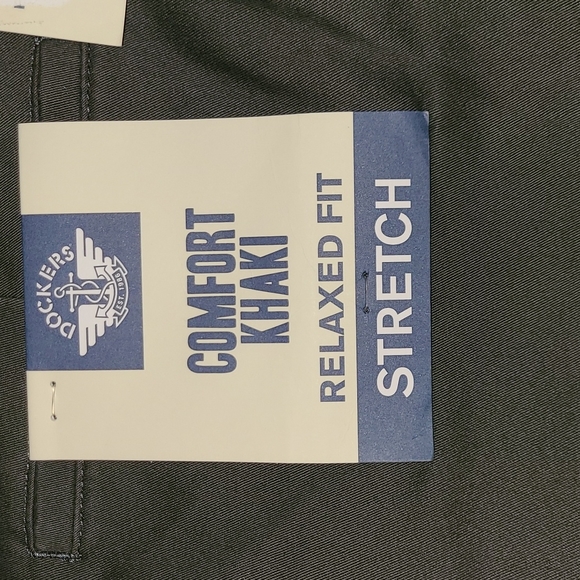 DOCKERS
EST. 1986
COMFORT
KHAKI
RELAXED FIT
STRETCH